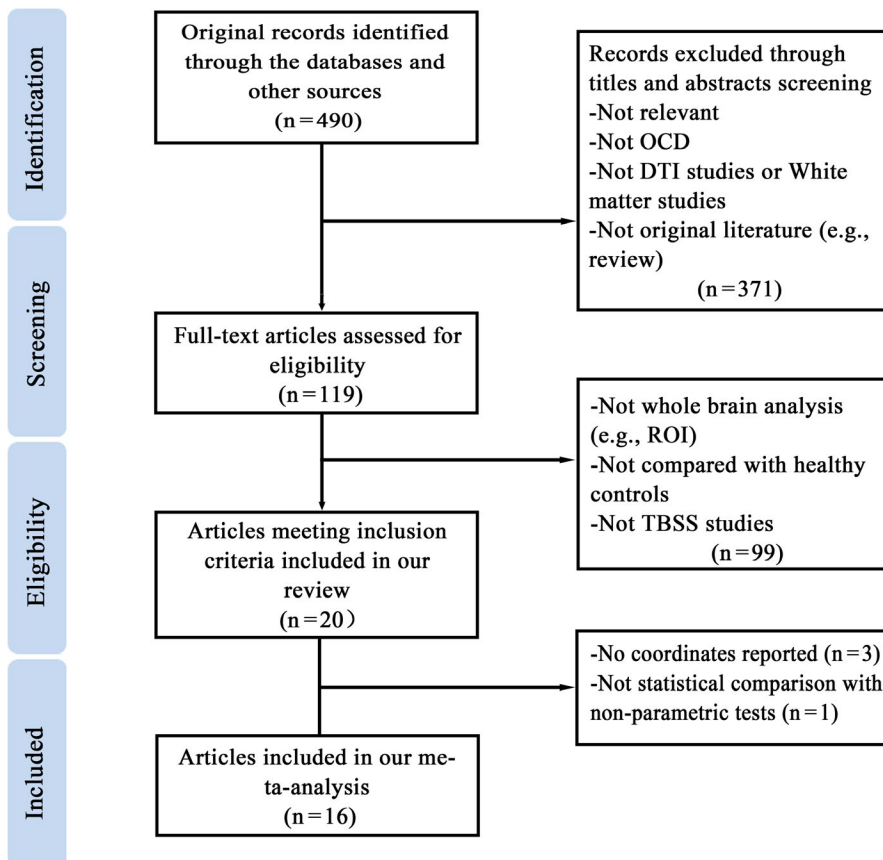 Identification
Original records identified
through the databases and
other sources
(n=490)
Records excluded through
titles and abstracts screening
-Not relevant
-Not OCD
-Not DTI studies or White
matter studies
-Not original literature (e.g.,
review)
(n=371)
Screening
Full-text articles assessed for
eligibility
(n=119)
-Not whole brain analysis
(e.g., ROI)
-Not compared with healthy
controls
-Not TBSS studies
(n=99)
Eligibility
Articles meeting inclusion
criteria included in our
review
(n=20)
-No coordinates reported (n=3)
-Not statistical comparison with
non-parametric tests (n=1)
Included
Articles included in our me-
ta-analysis
(n=16)